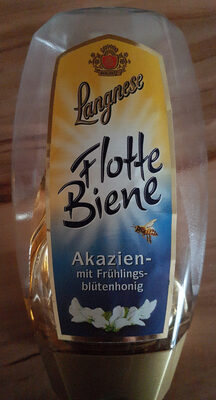 Langnese
Flotte
Biene
Akazien-
mit Frühlings-
blütenhonig